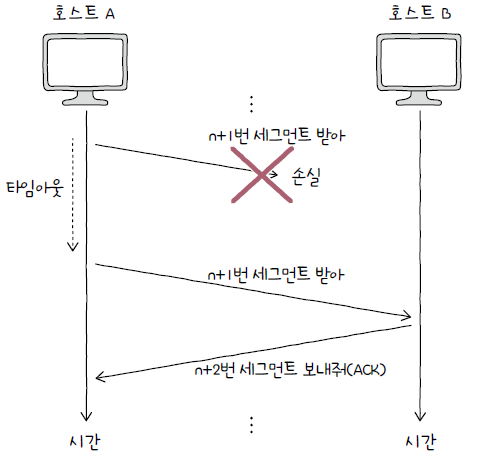 호스트 A
호스트 B
n+1번 세그먼트 받아
손실
타임아웃
n+1번 세그먼트 받아
n+2번 세그먼트 보내줘(ACK)
시간
시간